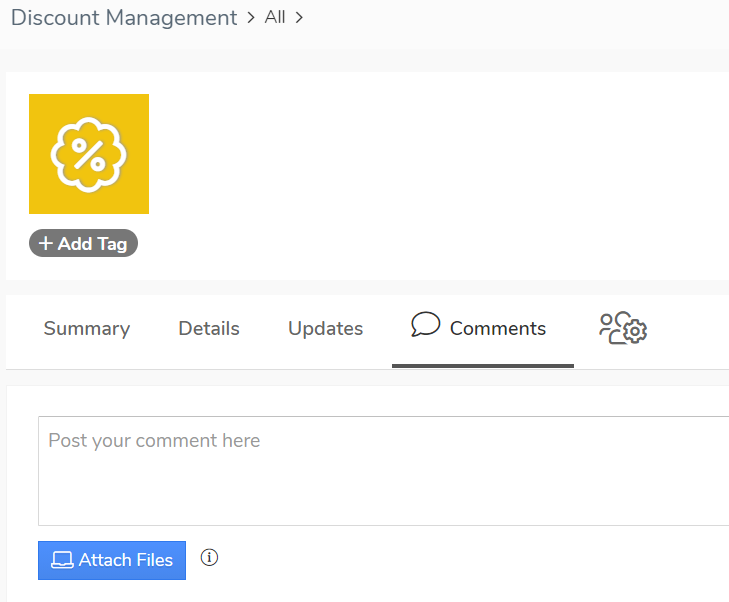 Discount Management > All >
+ Add Tag
Summary Details Updates Comments
Post your comment here
Attach Files